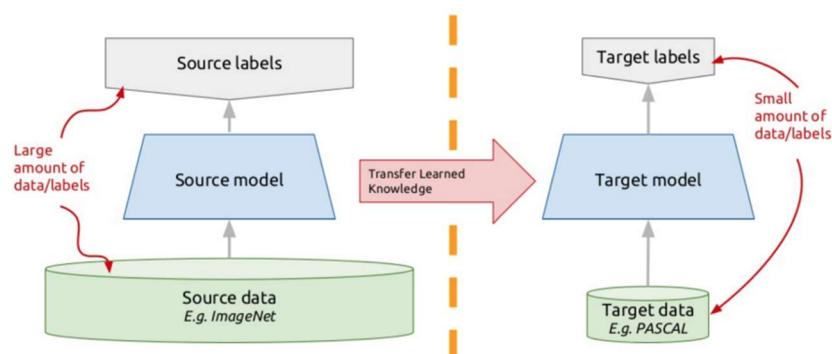 Source labels
Large
amount of
data/labels
Source model
Source data
E.g. ImageNet
Transfer Learned
Knowledge
Target labels
Small
amount of
data/labels
Target model
Target data
E.g. PASCAL